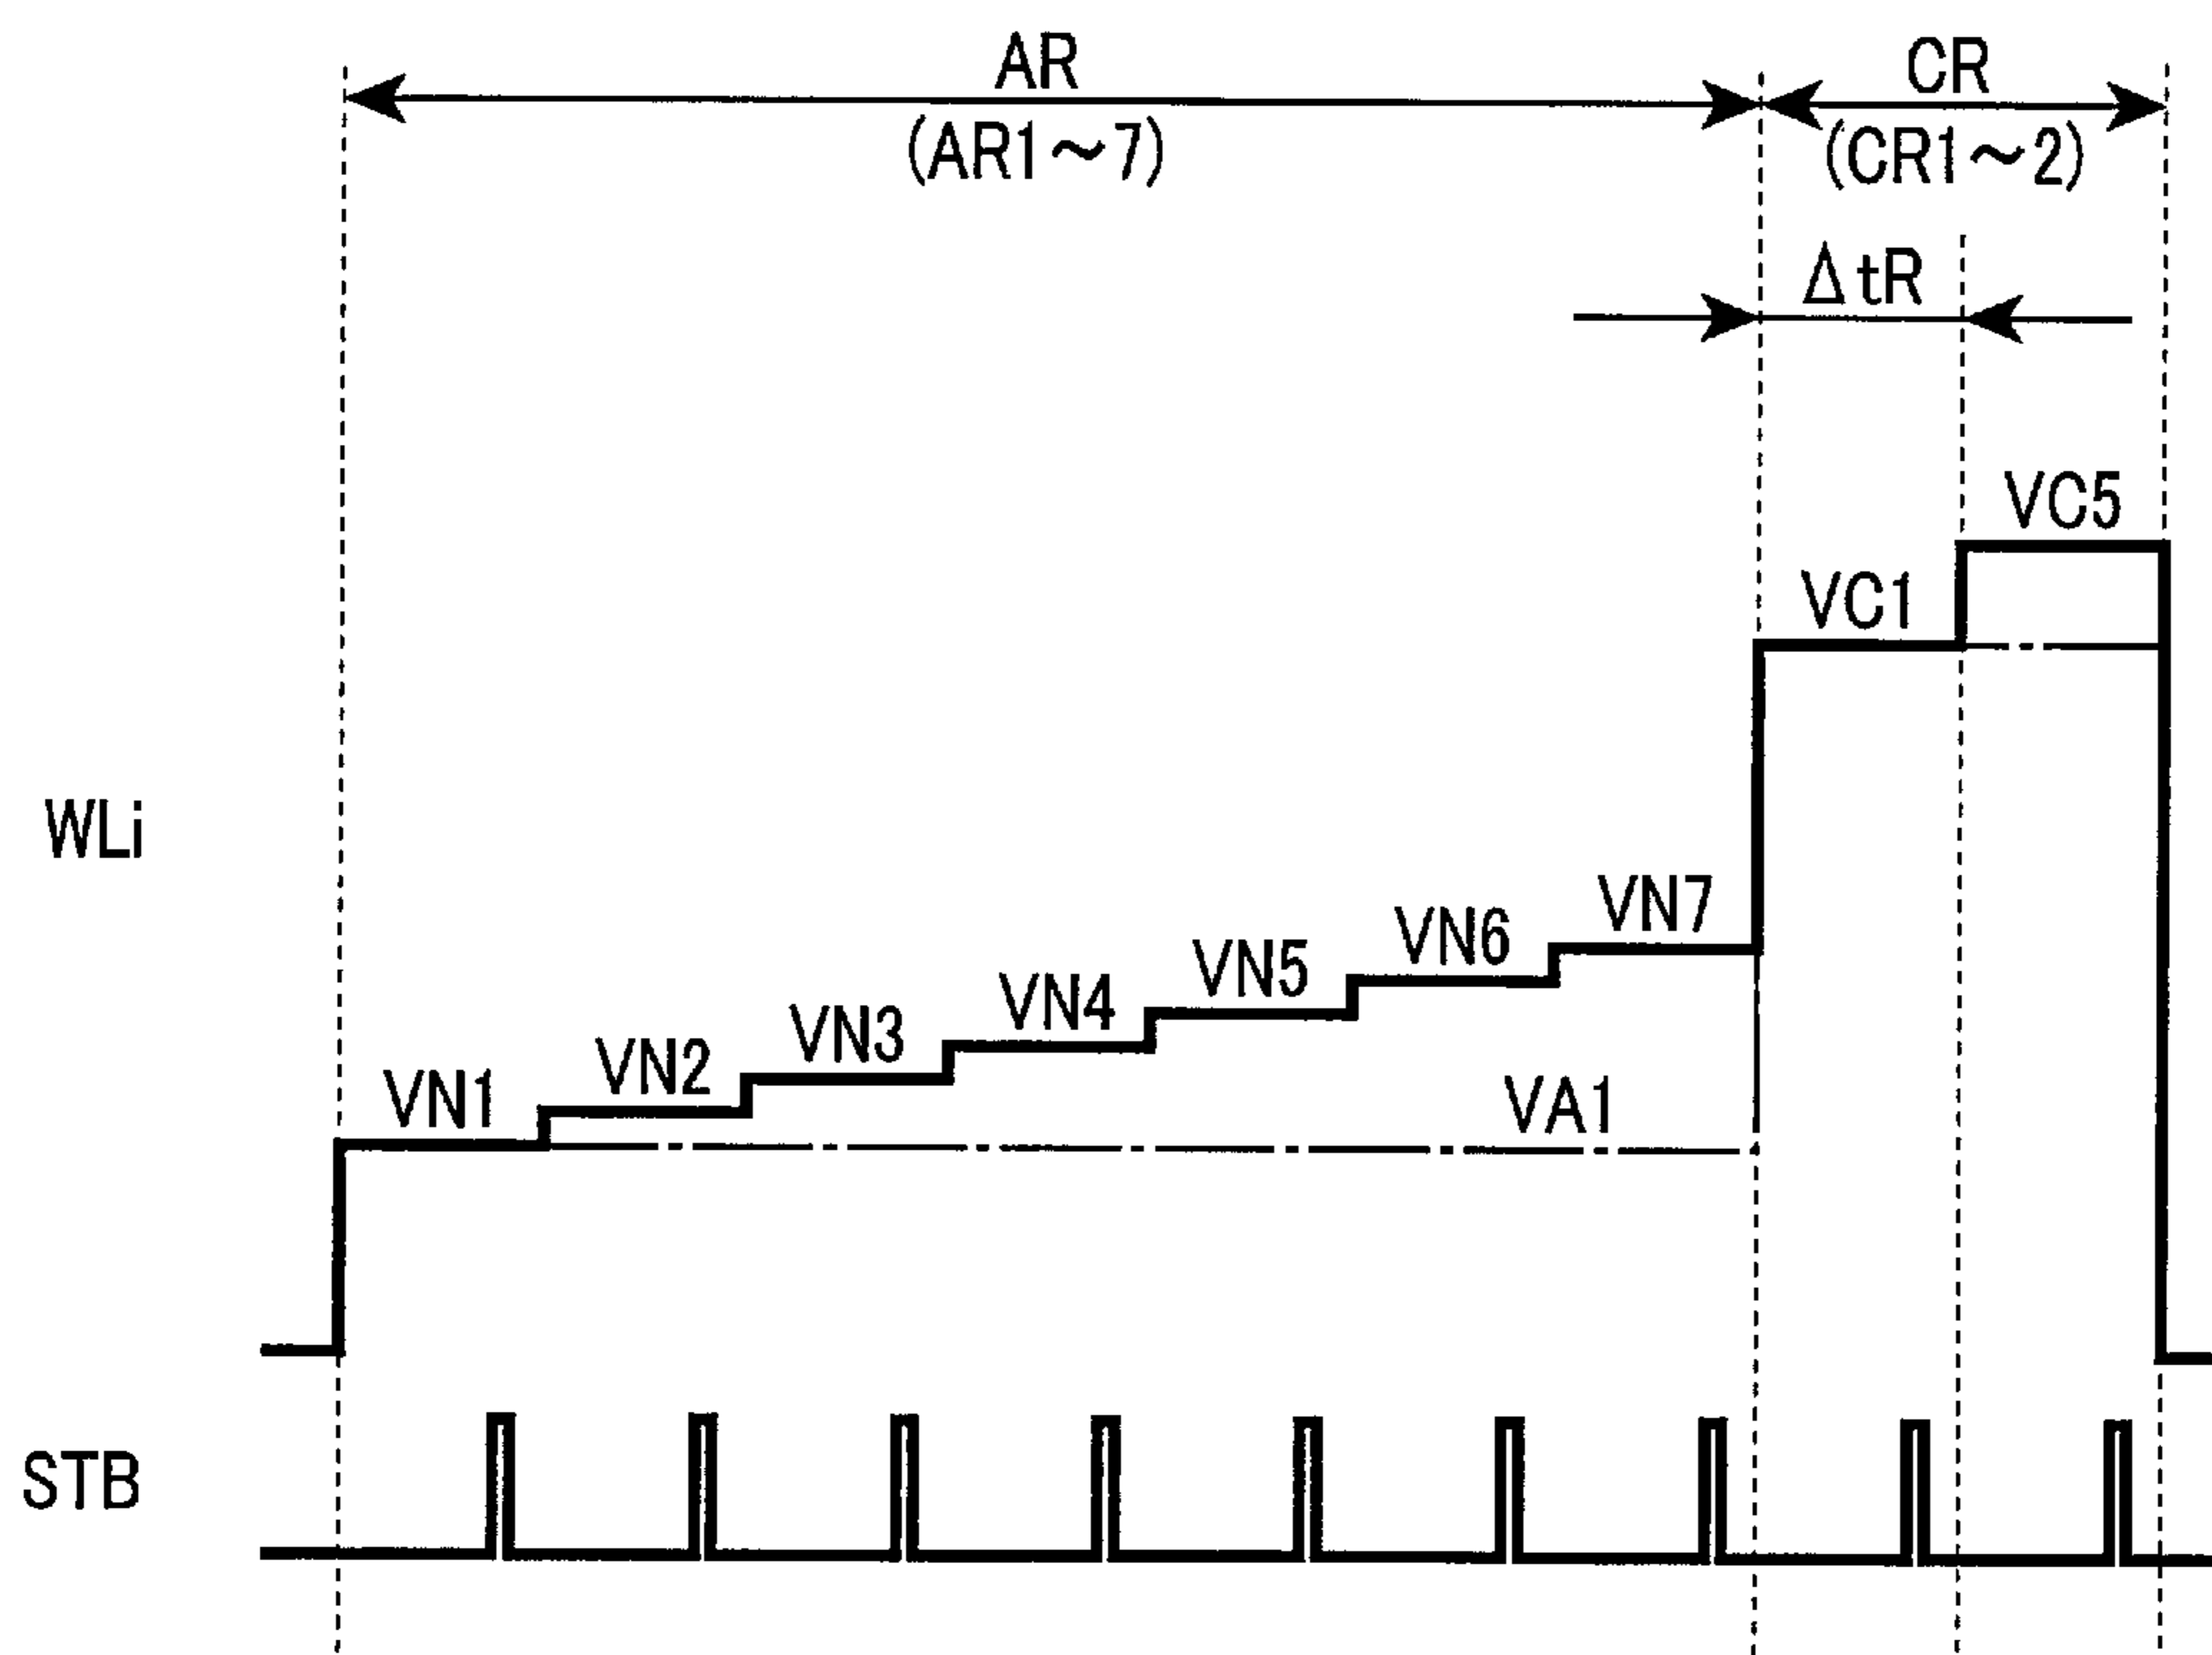 AR
(AR1~7)
CR
(CR1~2)
ΔtR
VC5
VC1
WLi
VN7
VN6
VN5
VN4
VN3
VN2
VN1
VA1
STB